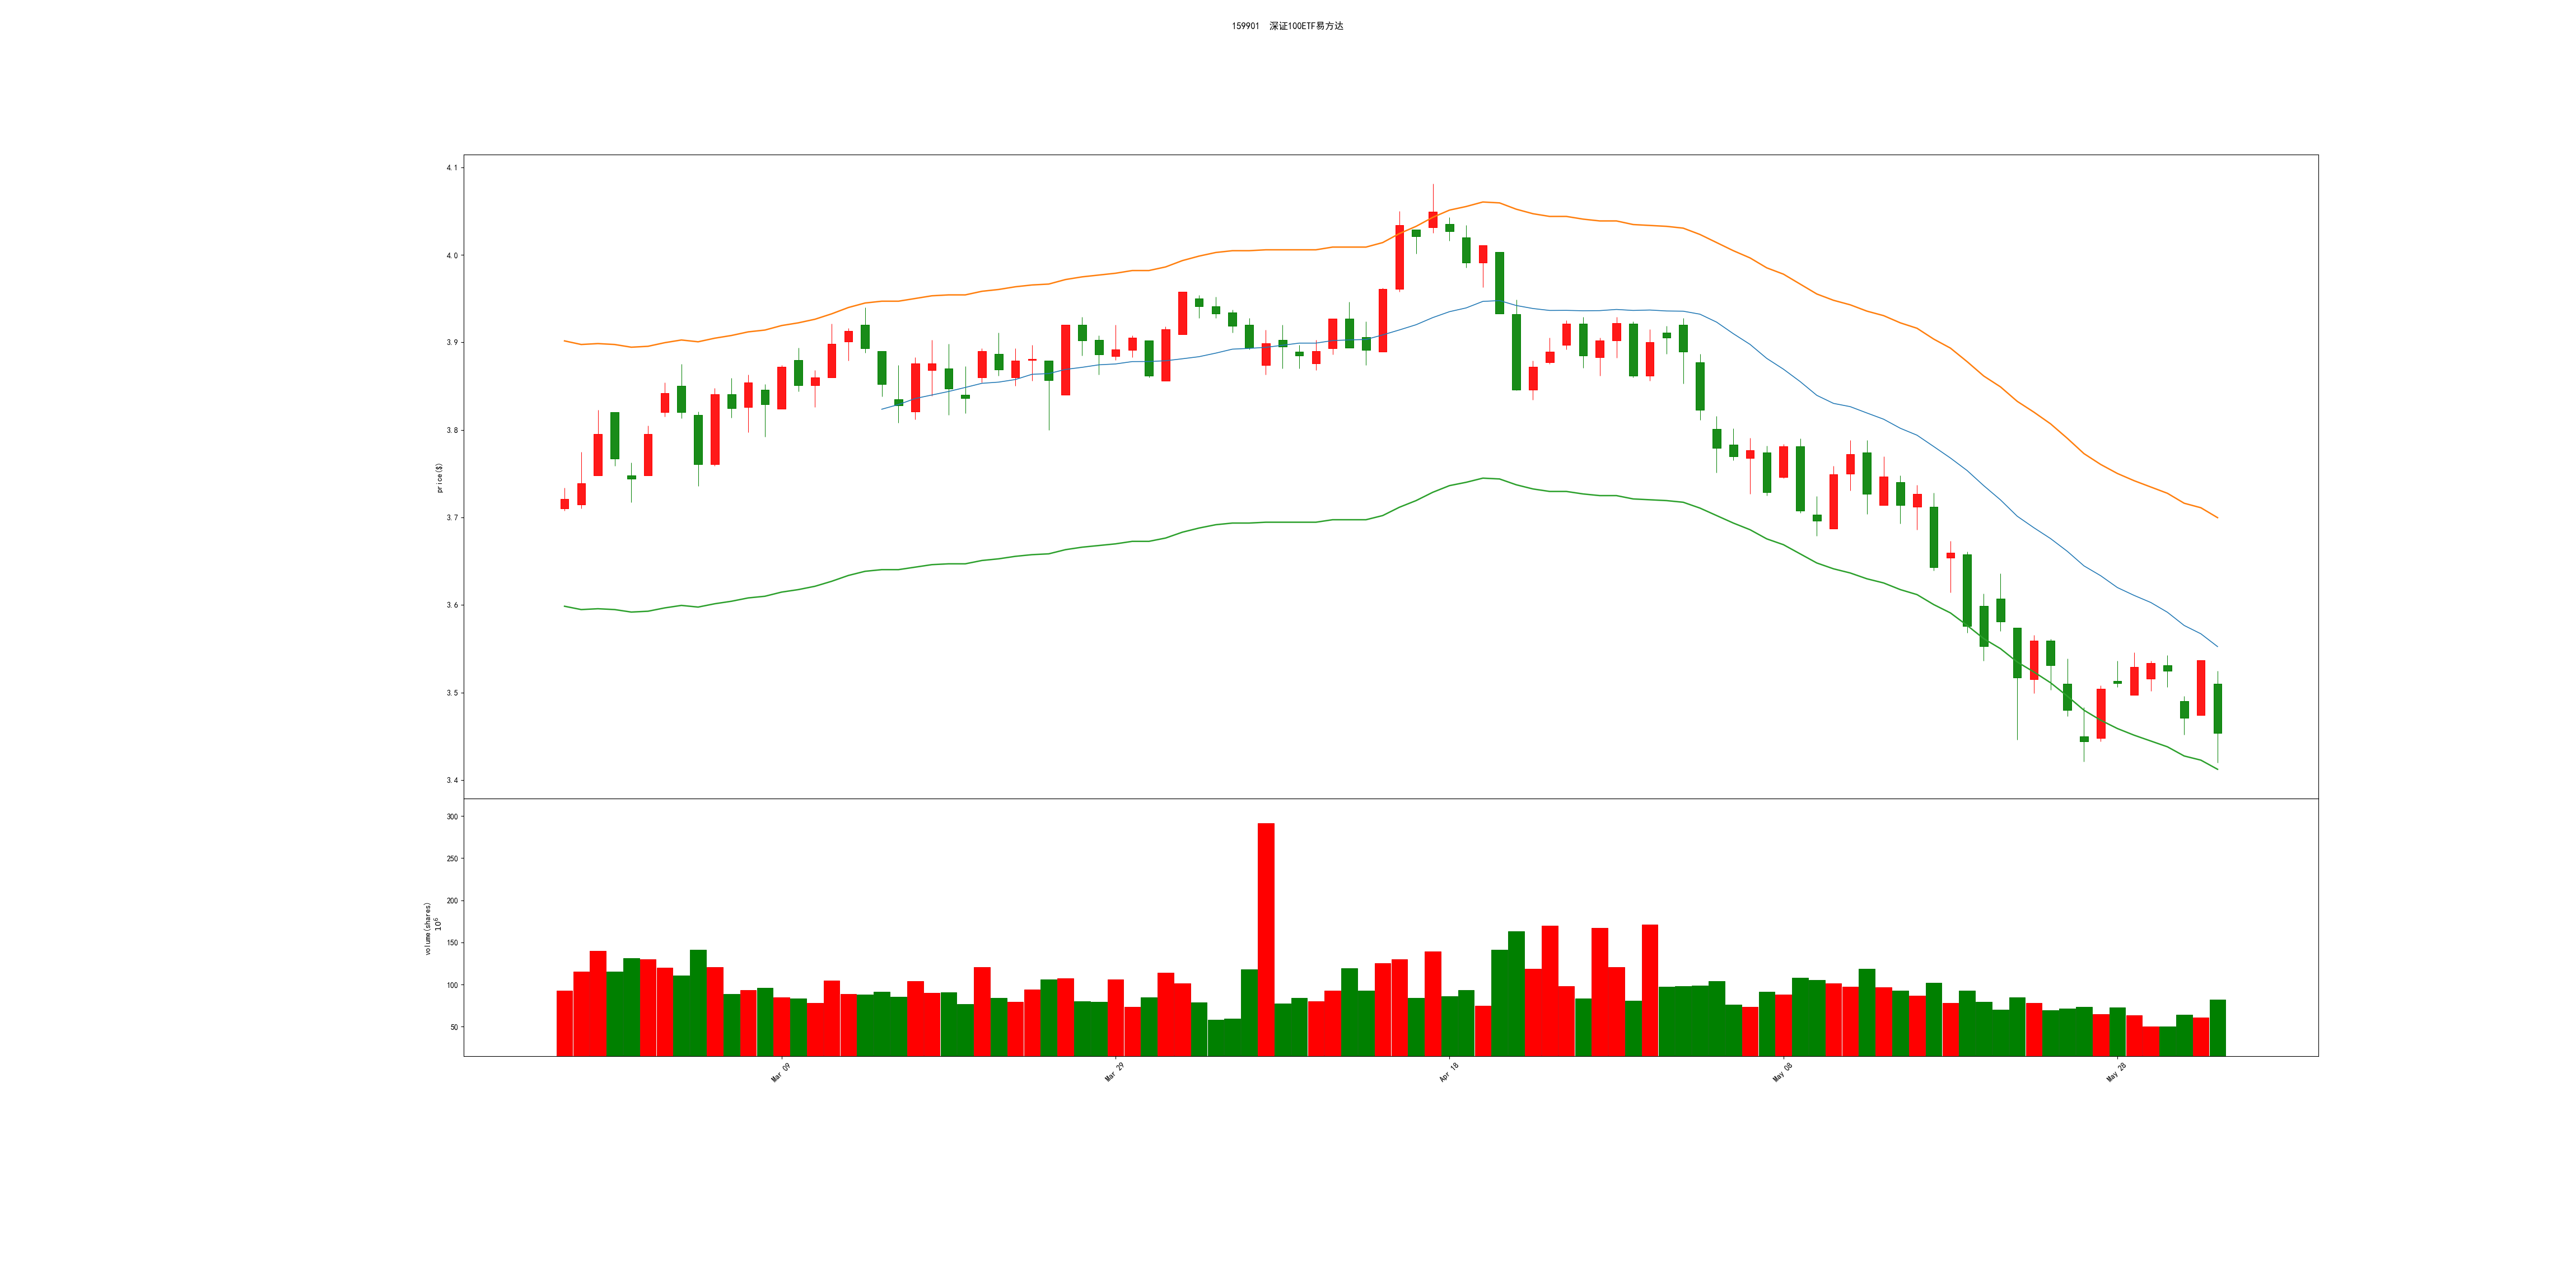 159901 深证100ETF易方达
4.1
4.0
3.9
3.8
3.7
3.6
3.5
3.4
price($)
300
250
200
150
100
50
volume(shares)
10⁶
Mar 09
Mar 29
Apr 18
May 08
May 28